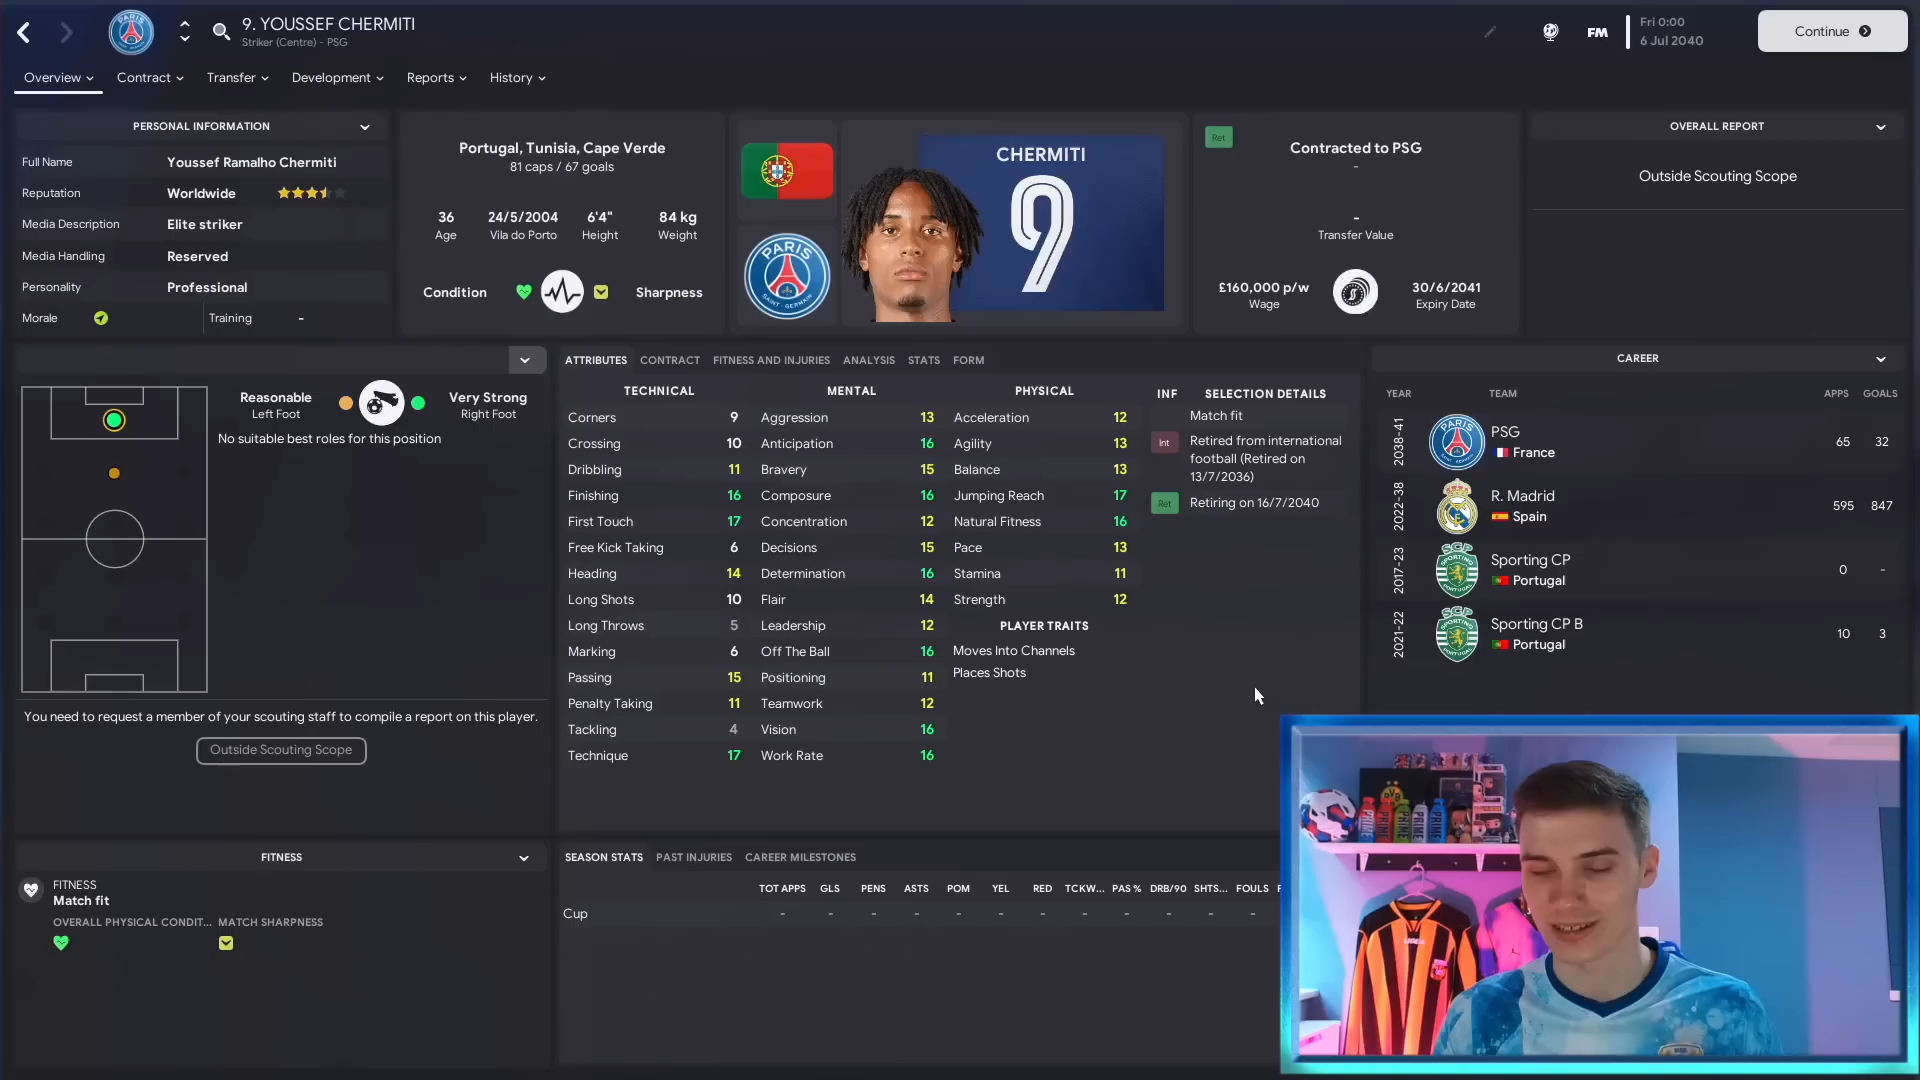 9. YOUSSEF CHERMITI
Striker (Centre) - PSG
FM
Fri 0:00
6 Jul 2040
Continue
Overview
Contract
Transfer
Development
Reports
History
PERSONAL INFORMATION
Full Name Youssef Ramalho Chermiti
Reputation Worldwide
Media Description Elite striker
Media Handling Reserved
Personality Professional
Morale
Training -
Portugal, Tunisia, Cape Verde
81 caps / 67 goals
36 24/5/2004 6'4" 84 kg
Age Vila do Porto Height Weight
Condition Sharpness
PARIS
SAINT-GERMAIN
CHERMITI
9
Ret
Contracted to PSG
-
-
Transfer Value
£160,000 p/w 30/6/2041
Wage Expiry Date
OVERALL REPORT
Outside Scouting Scope
Reasonable Very Strong
Left Foot Right Foot
No suitable best roles for this position
You need to request a member of your scouting staff to compile a report on this player.
Outside Scouting Scope
ATTRIBUTES CONTRACT FITNESS AND INJURIES ANALYSIS STATS FORM
TECHNICAL MENTAL PHYSICAL
Corners 9 Aggression 13 Acceleration 12
Crossing 10 Anticipation 16 Agility 13
Dribbling 11 Bravery 15 Balance 13
Finishing 16 Composure 16 Jumping Reach 17
First Touch 17 Concentration 12 Natural Fitness 16
Free Kick Taking 6 Decisions 15 Pace 13
Heading 14 Determination 16 Stamina 11
Long Shots 10 Flair 14 Strength 12
Long Throws 5 Leadership 12 PLAYER TRAITS
Marking 6 Off The Ball 16 Moves Into Channels
Passing 15 Positioning 11 Places Shots
Penalty Taking 11 Teamwork 12
Tackling 4 Vision 16
Technique 17 Work Rate 16
INF SELECTION DETAILS
Match fit
Int Retired from international
football (Retired on
13/7/2036)
Ret Retiring on 16/7/2040
CAREER
YEAR TEAM APPS GOALS
2038-41 PSG 65 32
France
2022-38 R. Madrid 595 847
Spain
2017-23 Sporting CP 0 -
Portugal
2021-22 Sporting CP B 10 3
Portugal
FITNESS
FITNESS
Match fit
OVERALL PHYSICAL CONDIT... MATCH SHARPNESS
SEASON STATS PAST INJURIES CAREER MILESTONES
TOT APPS GLS PENS ASTS POM YEL RED TCKW... PAS % DRB/90 SHTS... FOULS F
Cup - - - - - - - - - - - -
BVB
PRIME
PRIME
PRIME
PRIME